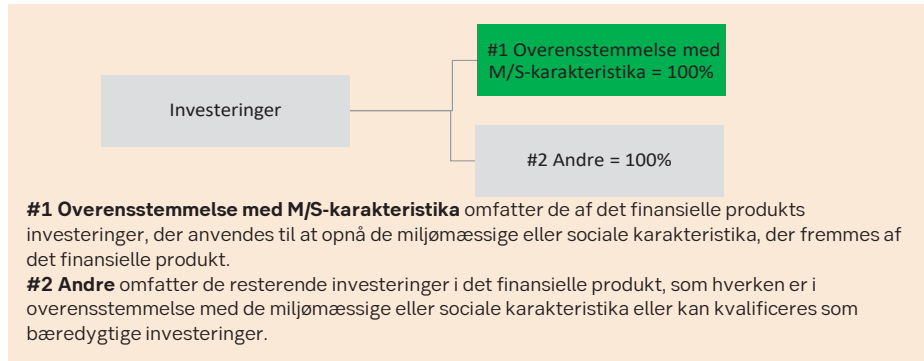 #1 Overensstemmelse med
M/S-karakteristika = 100%
Investeringer
#2 Andre = 100%
#1 Overensstemmelse med M/S-karakteristika omfatter de af det finansielle produkts
investeringer, der anvendes til at opnå de miljømæssige eller sociale karakteristika, der fremmes af
det finansielle produkt.
#2 Andre omfatter de resterende investeringer i det finansielle produkt, som hverken er i
overensstemmelse med de miljømæssige eller sociale karakteristika eller kan kvalificeres som
bæredygtige investeringer.